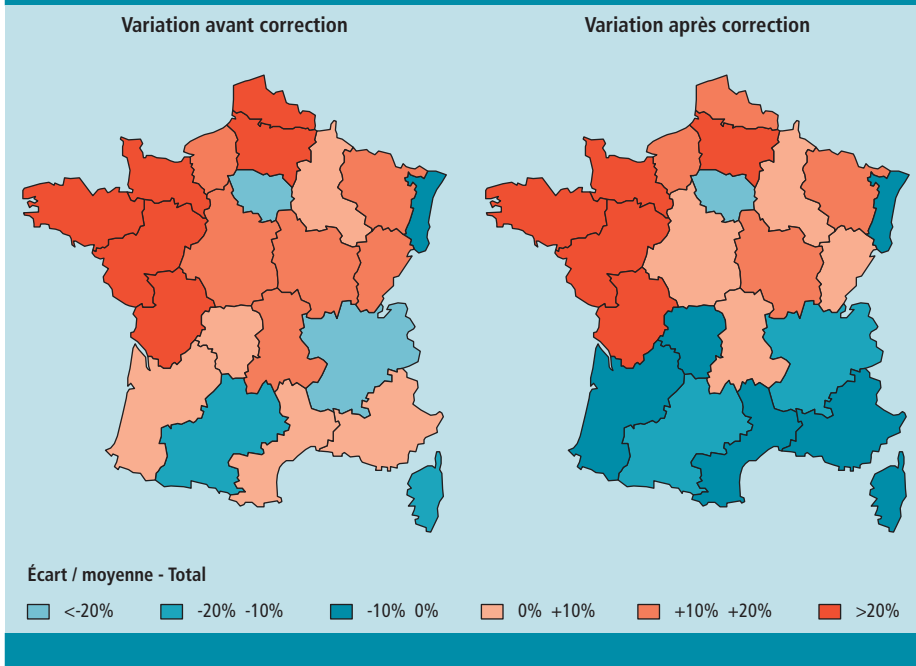 Variation avant correction
Variation après correction
Écart / moyenne - Total
<-20% -20% -10% -10% 0% 0% +10% +10% +20% >20%